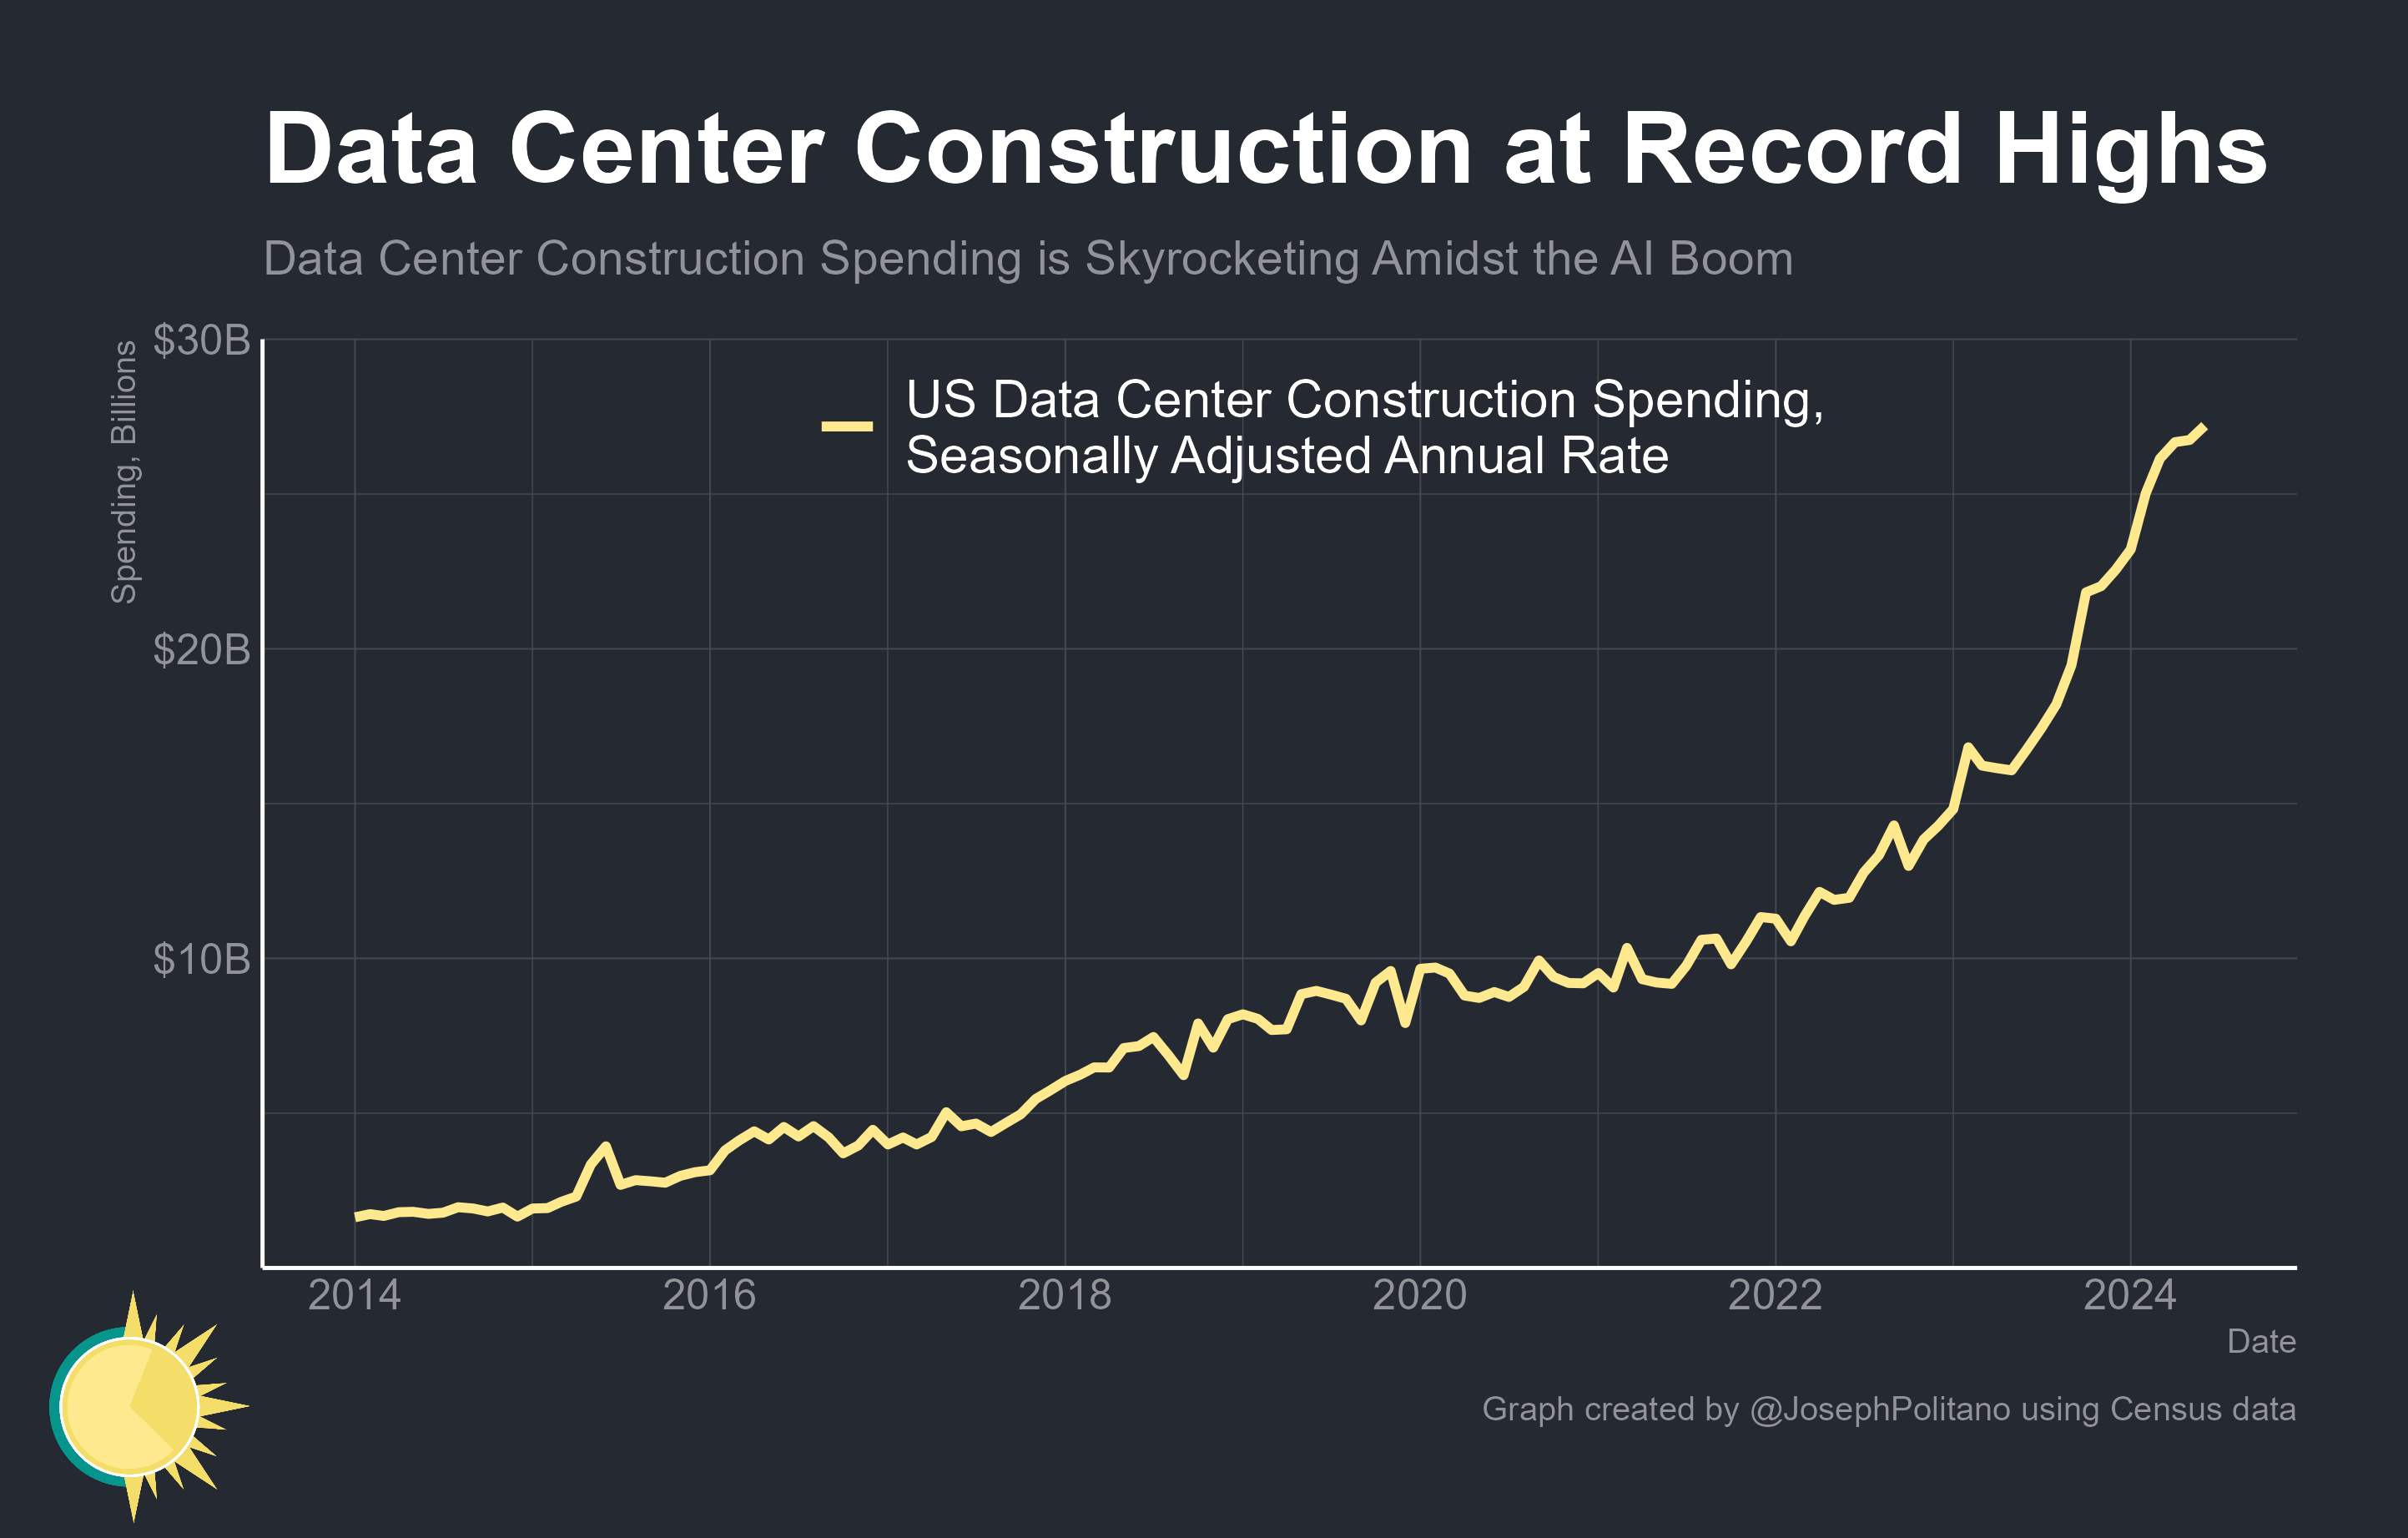 Data Center Construction at Record Highs
Data Center Construction Spending is Skyrocketing Amidst the AI Boom
Spending, Billions
$30B
$20B
$10B
US Data Center Construction Spending,
Seasonally Adjusted Annual Rate
2014
2016
2018
2020
2022
2024
Date
Graph created by @JosephPolitano using Census data